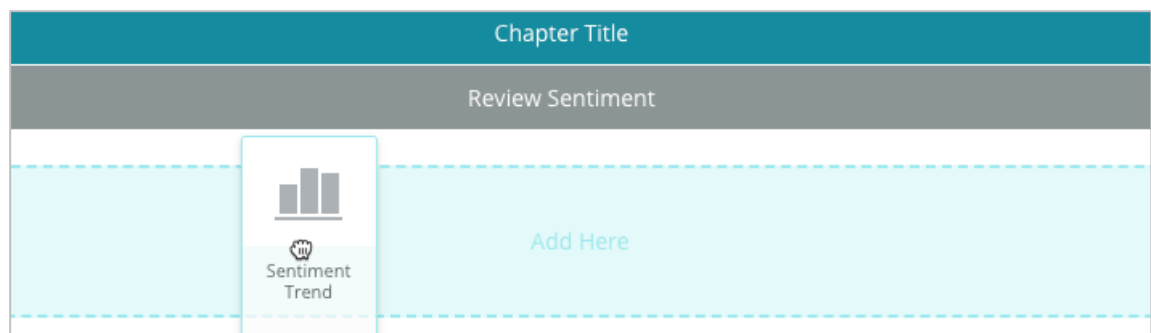 Chapter Title
Review Sentiment
Add Here
Sentiment
Trend